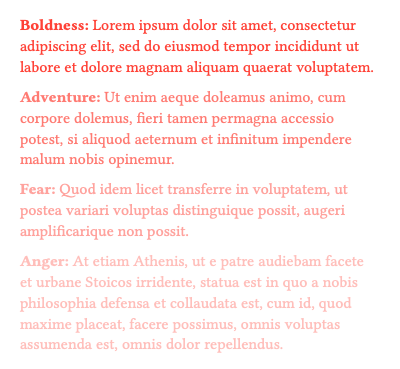 Boldness: Lorem ipsum dolor sit amet, consectetur
adipiscing elit, sed do eiusmod tempor incididunt ut
labore et dolore magnam aliquam quaerat voluptatem.
Adventure: Ut enim aeque doleamus animo, cum
corpore dolemus, fieri tamen permagna accessio
potest, si aliquod aeternum et infinitum impendere
malum nobis opinemur.
Fear: Quod idem licet transferre in voluptatem, ut
postea variari voluptas distinguique possit, augeri
amplificarique non possit.
Anger: At etiam Athenis, ut e patre audiebam facete
et urbane Stoicos irridente, statua est in quo a nobis
philosophia defensa et collaudata est, cum id, quod
maxime placeat, facere possimus, omnis voluptas
assumenda est, omnis dolor repellendus.